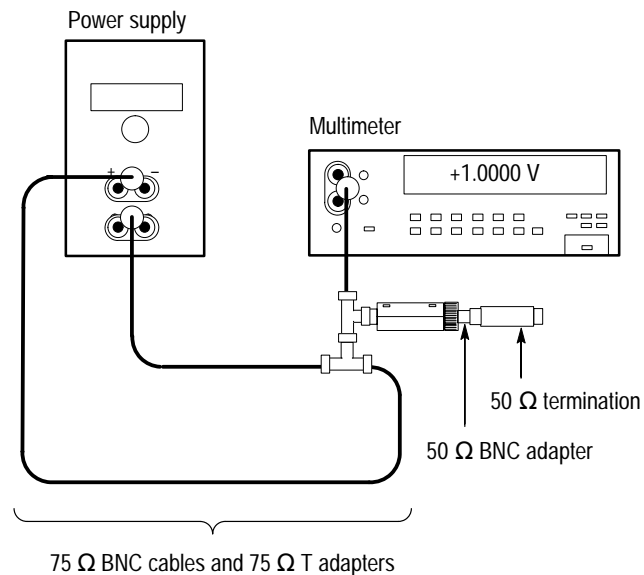 Power supply
Multimeter
+1.0000 V
+ −
50 Ω termination
50 Ω BNC adapter
75 Ω BNC cables and 75 Ω T adapters